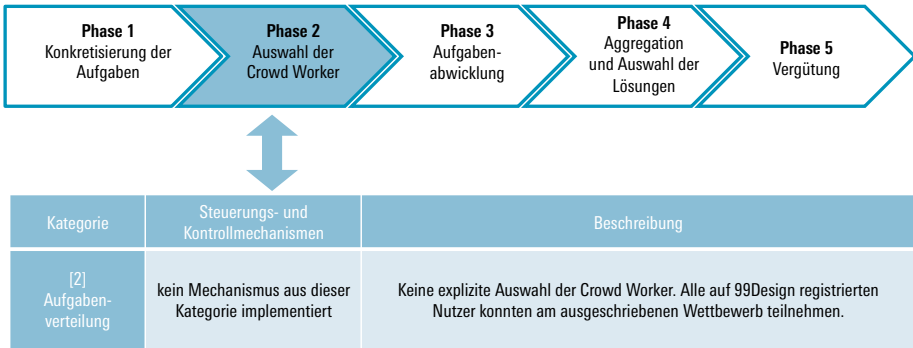 Phase 1
Konkretisierung der
Aufgaben
Phase 2
Auswahl der
Crowd Worker
Phase 3
Aufgaben-
abwicklung
Phase 4
Aggregation
und Auswahl der
Lösungen
Phase 5
Vergütung
Kategorie
Steuerungs- und
Kontrollmechanismen
Beschreibung
[2]
Aufgaben-
verteilung
kein Mechanismus aus dieser
Kategorie implementiert
Keine explizite Auswahl der Crowd Worker. Alle auf 99Design registrierten
Nutzer konnten am ausgeschriebenen Wettbewerb teilnehmen.